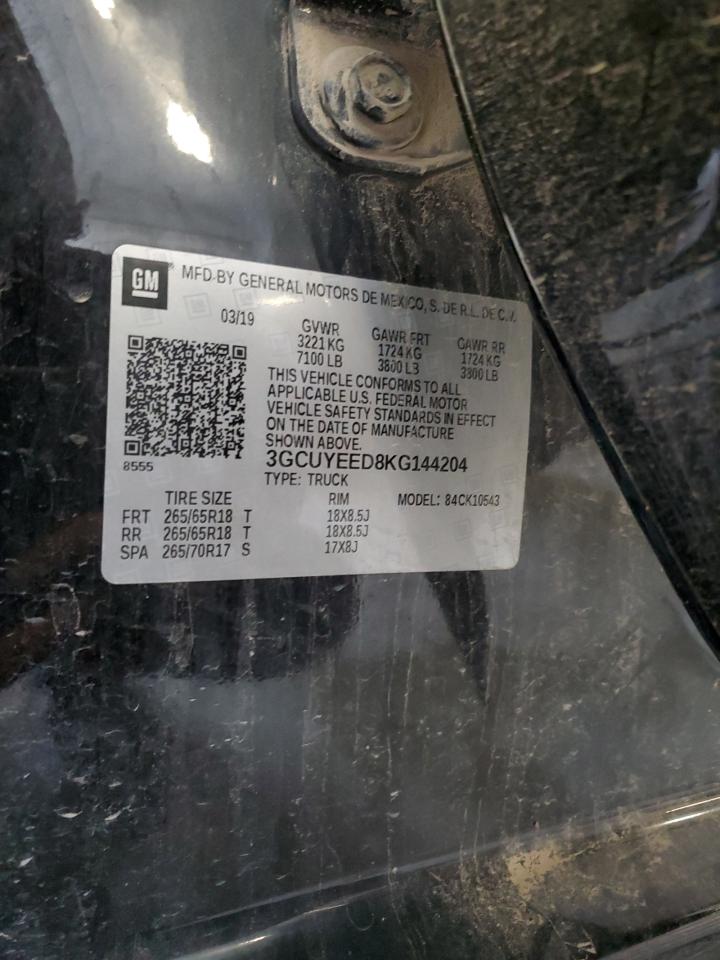 GM ® MFD BY GENERAL MOTORS DE MEXICO, S. DE R.L. DE C.V.
03/19 GVWR GAWR FRT GAWR RR
3221 KG 1724 KG 1724 KG
7100 LB 3800 LB 3800 LB
THIS VEHICLE CONFORMS TO ALL
APPLICABLE U.S. FEDERAL MOTOR
VEHICLE SAFETY STANDARDS IN EFFECT
ON THE DATE OF MANUFACTURE
SHOWN ABOVE.
8555 3GCUYEED8KG144204
TYPE: TRUCK
TIRE SIZE RIM MODEL: 84CK10543
FRT 265/65R18 T 18X8.5J
RR 265/65R18 T 18X8.5J
SPA 265/70R17 S 17X8J